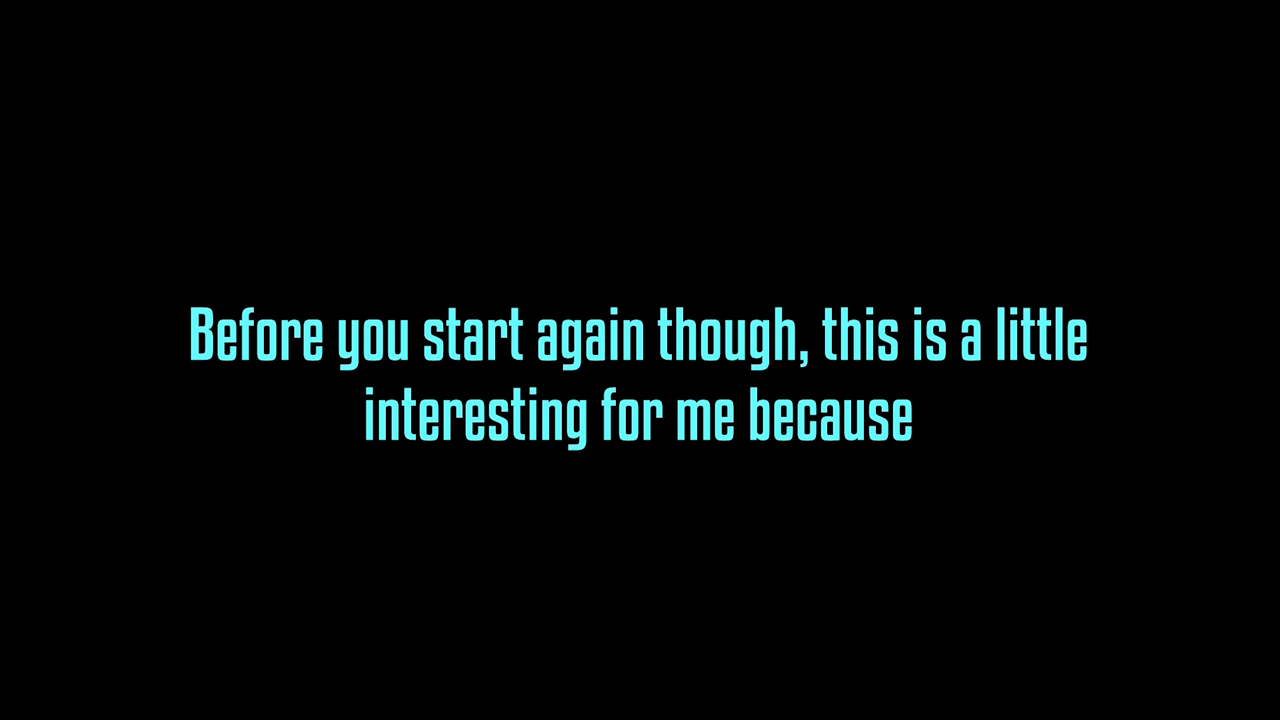 Before you start again though, this is a little
interesting for me because